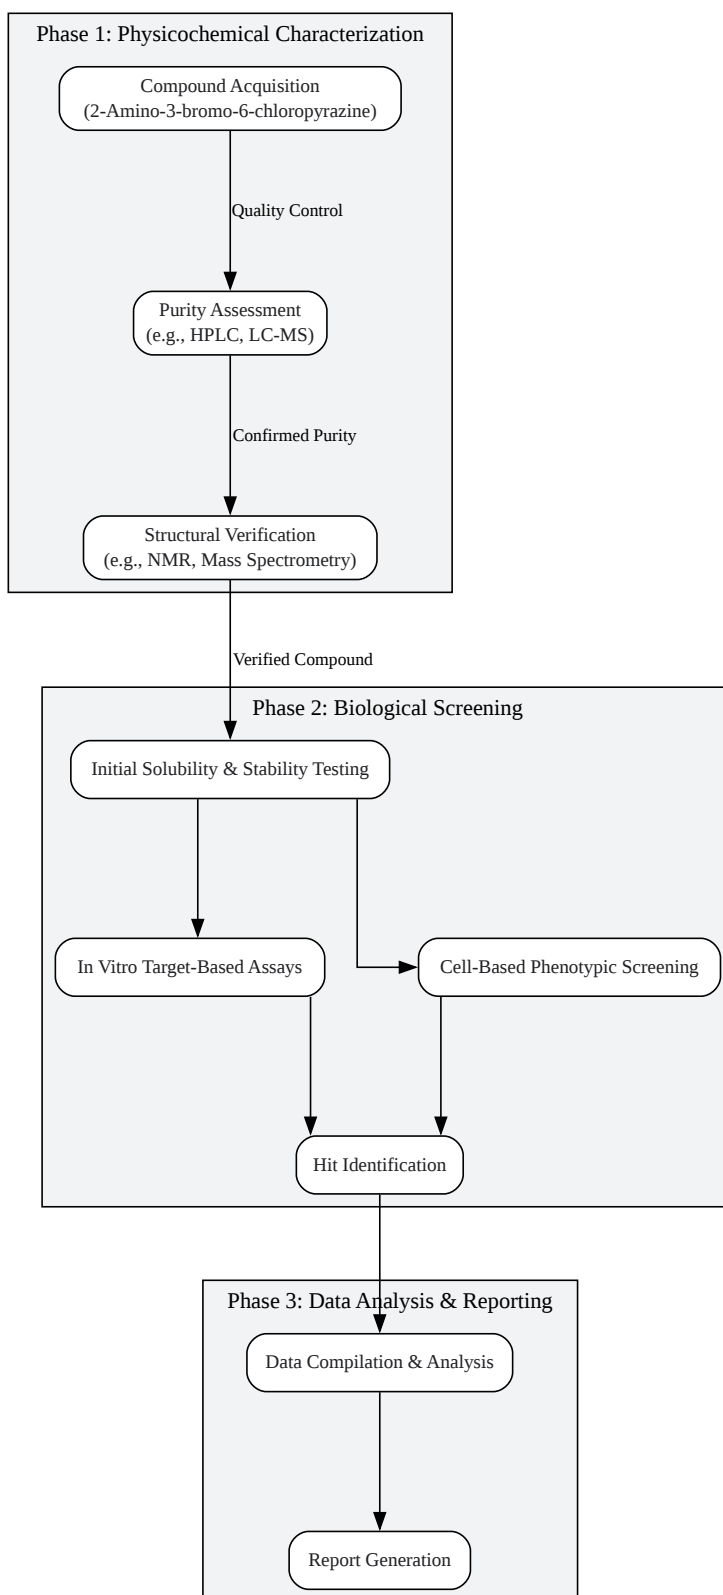 Phase 1: Physicochemical Characterization
Compound Acquisition
(2-Amino-3-bromo-6-chloropyrazine)
Quality Control
Purity Assessment
(e.g., HPLC, LC-MS)
Confirmed Purity
Structural Verification
(e.g., NMR, Mass Spectrometry)
Verified Compound
Phase 2: Biological Screening
Initial Solubility & Stability Testing
In Vitro Target-Based Assays
Cell-Based Phenotypic Screening
Hit Identification
Phase 3: Data Analysis & Reporting
Data Compilation & Analysis
Report Generation